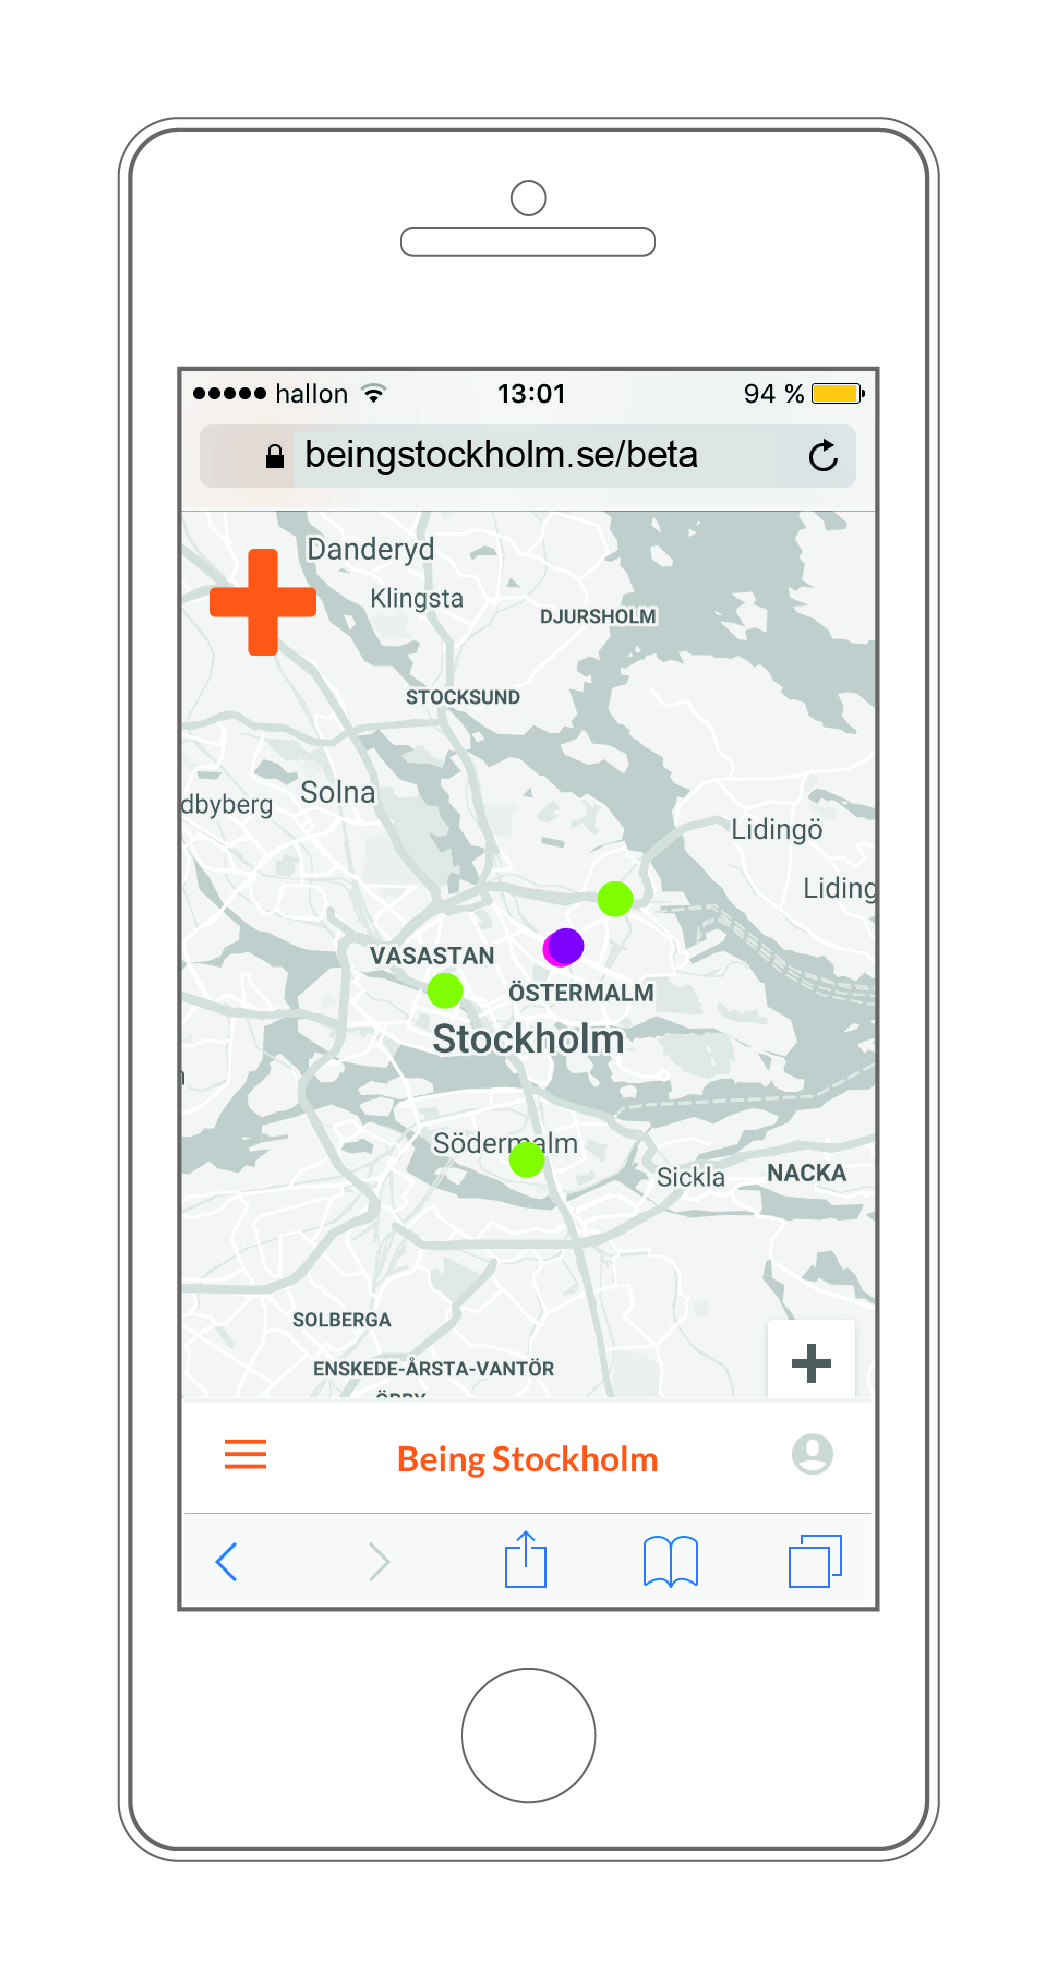 hallon 13:01 94 %
beingstockholm.se/beta
Danderyd
Klingsta
DJURSHOLM
STOCKSUND
Solna
dbyberg
Lidingö
Liding
VASASTAN
ÖSTERMALM
Stockholm
Södermalm
Sickla
NACKA
SOLBERGA
ENSKEDE-ÅRSTA-VANTÖR
Being Stockholm